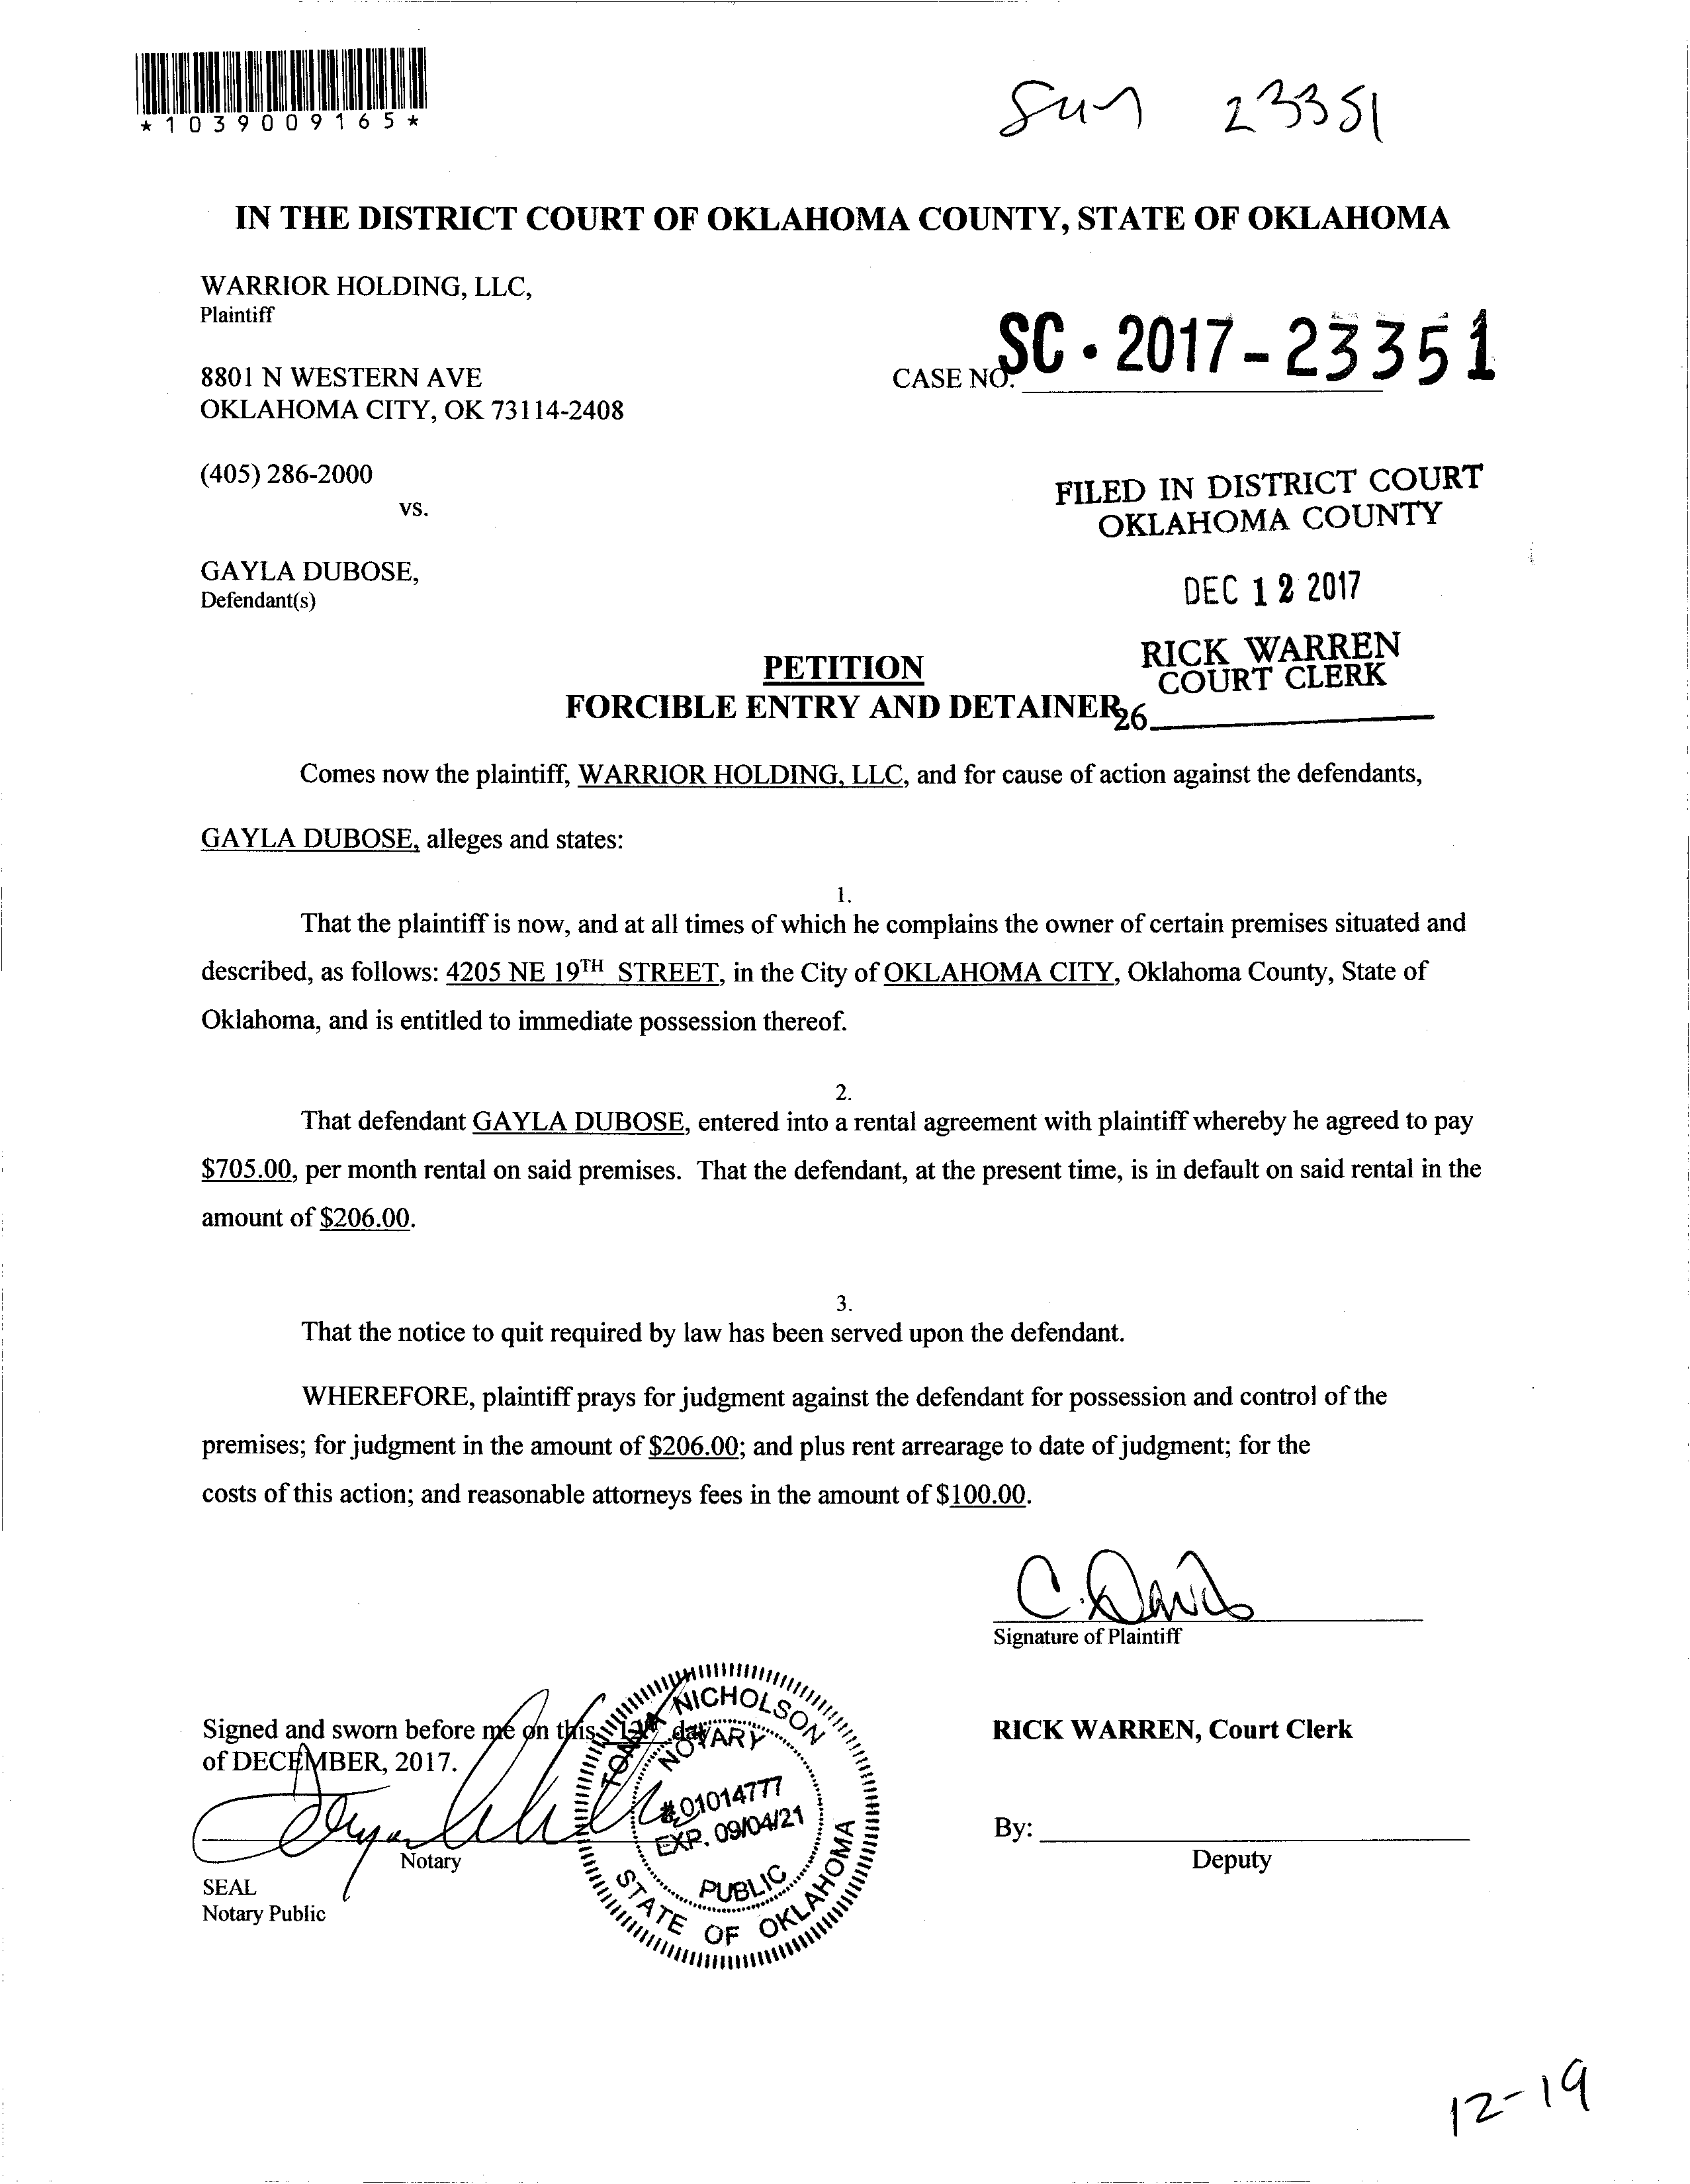 *1039009165*
23351
IN THE DISTRICT COURT OF OKLAHOMA COUNTY, STATE OF OKLAHOMA
WARRIOR HOLDING, LLC,
Plaintiff
8801 N WESTERN AVE
OKLAHOMA CITY, OK 73114-2408
CASE NO. SC · 2017-23351
(405) 286-2000
vs.
FILED IN DISTRICT COURT
OKLAHOMA COUNTY
GAYLA DUBOSE,
Defendant(s)
DEC 12 2017
RICK WARREN
COURT CLERK
PETITION
FORCIBLE ENTRY AND DETAINER
26
Comes now the plaintiff, WARRIOR HOLDING, LLC, and for cause of action against the defendants,
GAYLA DUBOSE, alleges and states:
1.
That the plaintiff is now, and at all times of which he complains the owner of certain premises situated and
described, as follows: 4205 NE 19TH STREET, in the City of OKLAHOMA CITY, Oklahoma County, State of
Oklahoma, and is entitled to immediate possession thereof.
2.
That defendant GAYLA DUBOSE, entered into a rental agreement with plaintiff whereby he agreed to pay
$705.00, per month rental on said premises. That the defendant, at the present time, is in default on said rental in the
amount of $206.00.
3.
That the notice to quit required by law has been served upon the defendant.
WHEREFORE, plaintiff prays for judgment against the defendant for possession and control of the
premises; for judgment in the amount of $206.00; and plus rent arrearage to date of judgment; for the
costs of this action; and reasonable attorneys fees in the amount of $100.00.
C. Davis
Signature of Plaintiff
Signed and sworn before me on this day
of DECEMBER, 2017.
RICK WARREN, Court Clerk
NICHOLSON
NOTARY
#01014777
EXP. 09/04/21
PUBLIC
STATE OF OKLAHOMA
Notary
SEAL
Notary Public
By:
Deputy
12-19